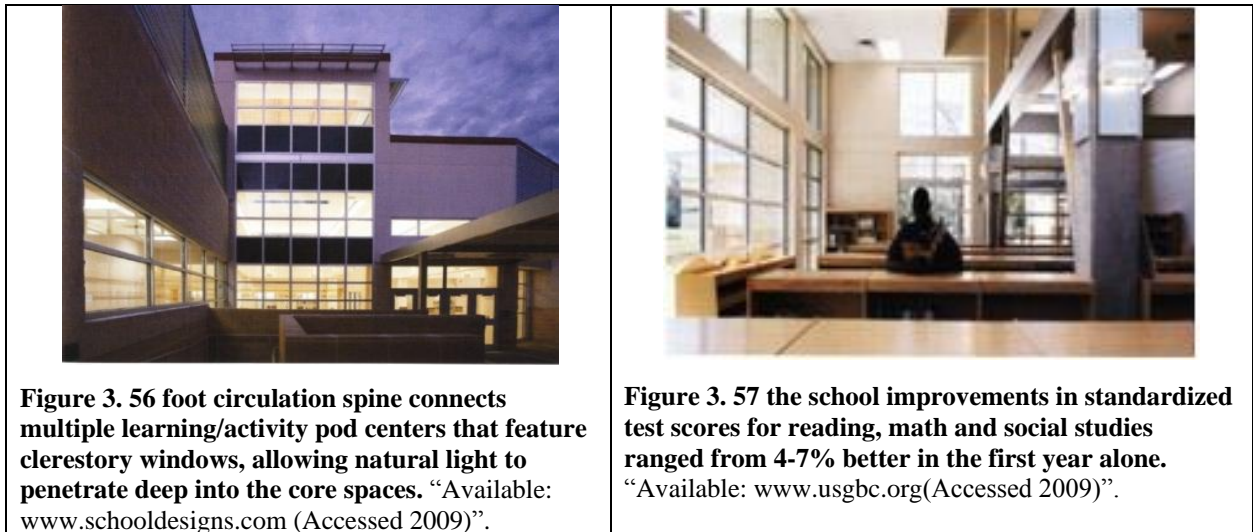 Figure 3. 56 foot circulation spine connects
multiple learning/activity pod centers that feature
clerestory windows, allowing natural light to
penetrate deep into the core spaces. “Available:
www.schooldesigns.com (Accessed 2009)”.
Figure 3. 57 the school improvements in standardized
test scores for reading, math and social studies
ranged from 4-7% better in the first year alone.
“Available: www.usgbc.org(Accessed 2009)”.